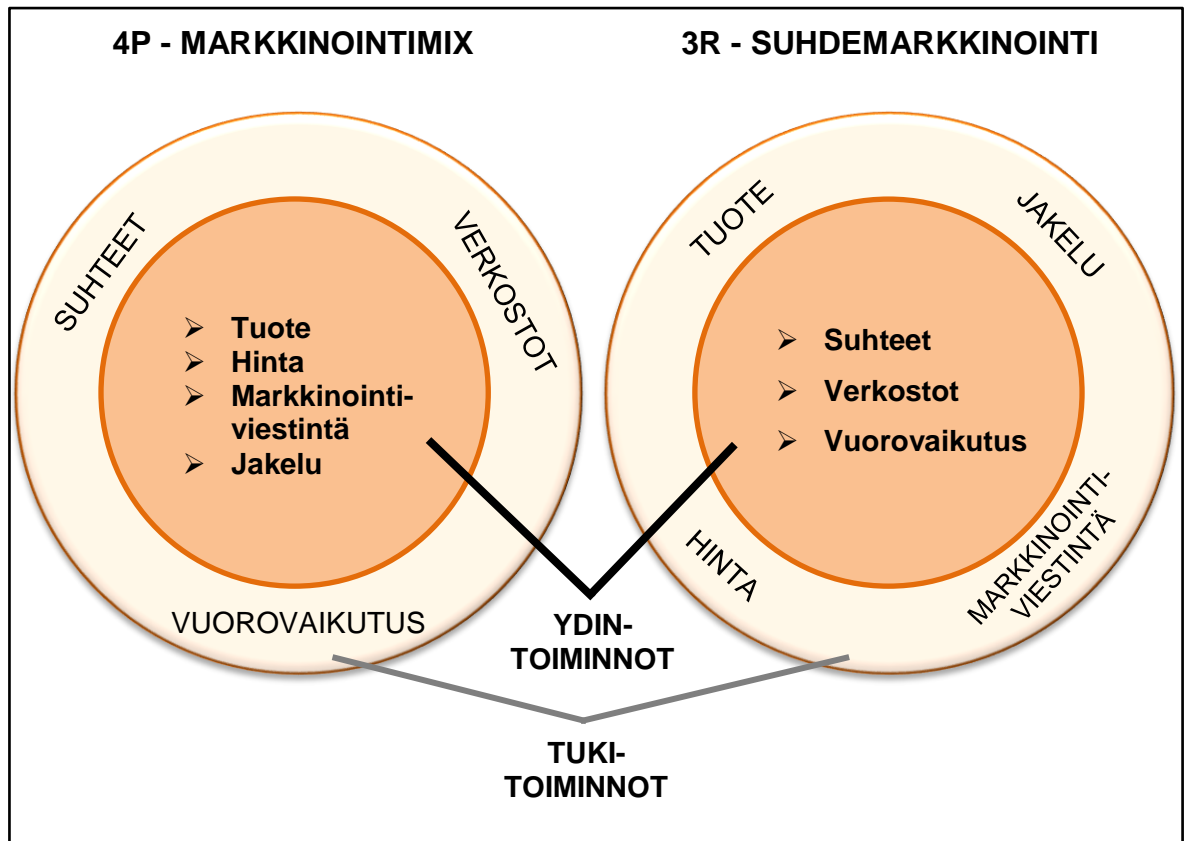 4P - MARKKINOINTIMIX
SUHTEET
VERKOSTOT
➢ Tuote
➢ Hinta
➢ Markkinointi-
viestintä
➢ Jakelu
VUOROVAIKUTUS
3R - SUHDEMARKKINOINTI
TUOTE
JAKELU
➢ Suhteet
➢ Verkostot
➢ Vuorovaikutus
HINTA
MARKKINOINTI-
VIESTINTÄ
YDIN-
TOIMINNOT
TUKI-
TOIMINNOT